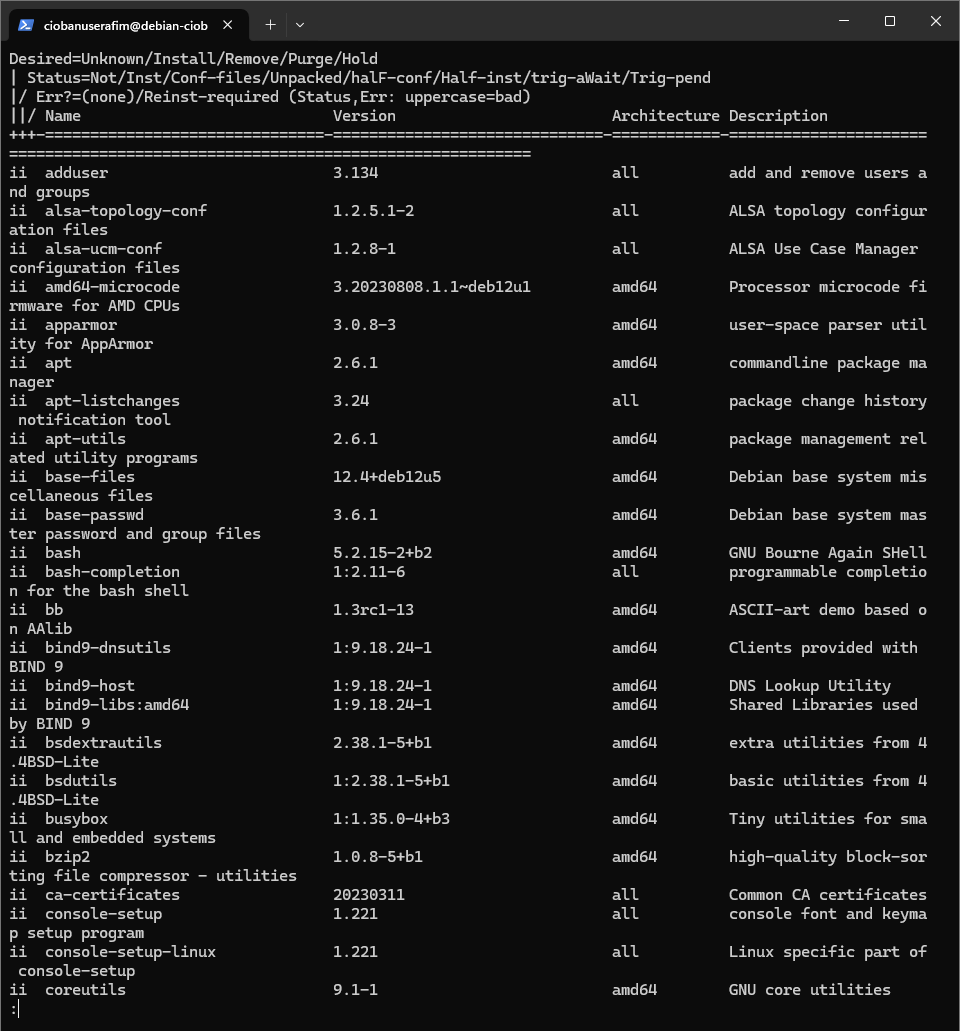 ciobanuserafim@debian-ciob
Desired=Unknown/Install/Remove/Purge/Hold
| Status=Not/Inst/Conf-files/Unpacked/halF-conf/Half-inst/trig-aWait/Trig-pend
|/ Err?=(none)/Reinst-required (Status,Err: uppercase=bad)
||/ Name                            Version                        Architecture Description
+++-===============================-==============================-============-======================
==========================================================
ii  adduser                         3.134                          all          add and remove users a
nd groups
ii  alsa-topology-conf              1.2.5.1-2                      all          ALSA topology configur
ation files
ii  alsa-ucm-conf                   1.2.8-1                        all          ALSA Use Case Manager
configuration files
ii  amd64-microcode                 3.20230808.1.1~deb12u1         amd64        Processor microcode fi
rmware for AMD CPUs
ii  apparmor                        3.0.8-3                        amd64        user-space parser util
ity for AppArmor
ii  apt                             2.6.1                          amd64        commandline package ma
nager
ii  apt-listchanges                 3.24                           all          package change history
 notification tool
ii  apt-utils                       2.6.1                          amd64        package management rel
ated utility programs
ii  base-files                      12.4+deb12u5                   amd64        Debian base system mis
cellaneous files
ii  base-passwd                     3.6.1                          amd64        Debian base system mas
ter password and group files
ii  bash                            5.2.15-2+b2                    amd64        GNU Bourne Again SHell
ii  bash-completion                 1:2.11-6                       all          programmable completio
n for the bash shell
ii  bb                              1.3rc1-13                      amd64        ASCII-art demo based o
n AAlib
ii  bind9-dnsutils                  1:9.18.24-1                    amd64        Clients provided with
BIND 9
ii  bind9-host                      1:9.18.24-1                    amd64        DNS Lookup Utility
ii  bind9-libs:amd64                1:9.18.24-1                    amd64        Shared Libraries used
by BIND 9
ii  bsdextrautils                   2.38.1-5+b1                    amd64        extra utilities from 4
.4BSD-Lite
ii  bsdutils                        1:2.38.1-5+b1                  amd64        basic utilities from 4
.4BSD-Lite
ii  busybox                         1:1.35.0-4+b3                  amd64        Tiny utilities for sma
ll and embedded systems
ii  bzip2                           1.0.8-5+b1                     amd64        high-quality block-sor
ting file compressor - utilities
ii  ca-certificates                 20230311                       all          Common CA certificates
ii  console-setup                   1.221                          all          console font and keyma
p setup program
ii  console-setup-linux             1.221                          all          Linux specific part of
 console-setup
ii  coreutils                       9.1-1                          amd64        GNU core utilities
: